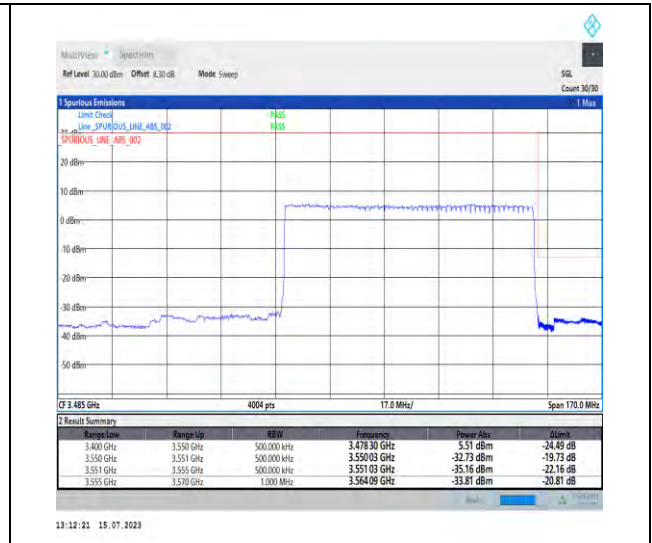 MultiView Spectrum
Ref Level 30.00 dBm Offset 8.30 dB Mode Sweep SGL
Count 30/30
1 Spurious Emissions 1 Max
Limit Check PASS
Line _SPURIOUS_LINE_ABS_002 PASS
30 dBm
SPURIOUS_LINE_ABS_002
20 dBm
10 dBm
0 dBm
-10 dBm
-20 dBm
-30 dBm
-40 dBm
-50 dBm
CF 3.485 GHz 4004 pts 17.0 MHz/ Span 170.0 MHz
2 Result Summary
Range Low Range Up RBW Frequency Power Abs ΔLimit
3.400 GHz 3.550 GHz 500.000 kHz 3.47830 GHz 5.51 dBm -24.49 dB
3.550 GHz 3.551 GHz 500.000 kHz 3.55003 GHz -32.73 dBm -19.73 dB
3.551 GHz 3.555 GHz 500.000 kHz 3.55103 GHz -35.16 dBm -22.16 dB
3.555 GHz 3.570 GHz 1.000 MHz 3.56409 GHz -33.81 dBm -20.81 dB
13:12:21 15.07.2023